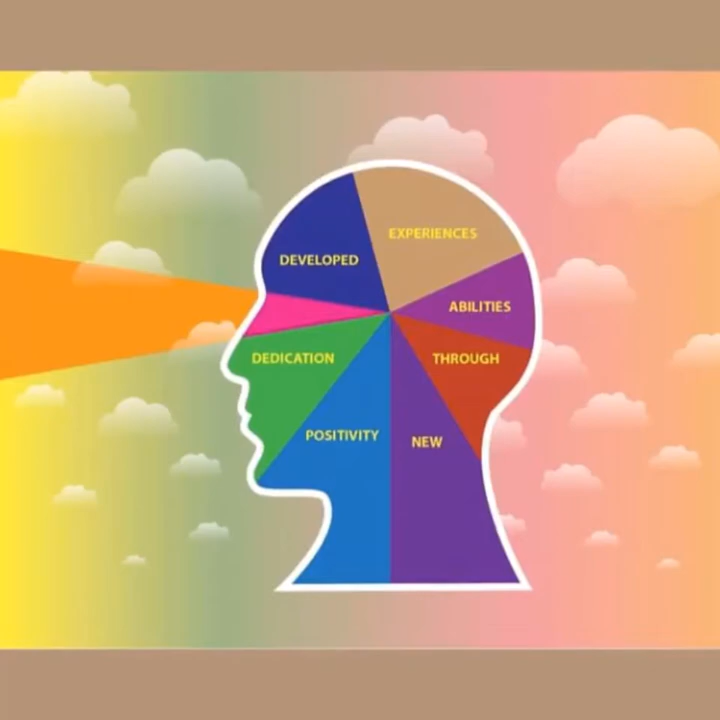 EXPERIENCES
DEVELOPED
ABILITIES
DEDICATION
THROUGH
POSITIVITY
NEW